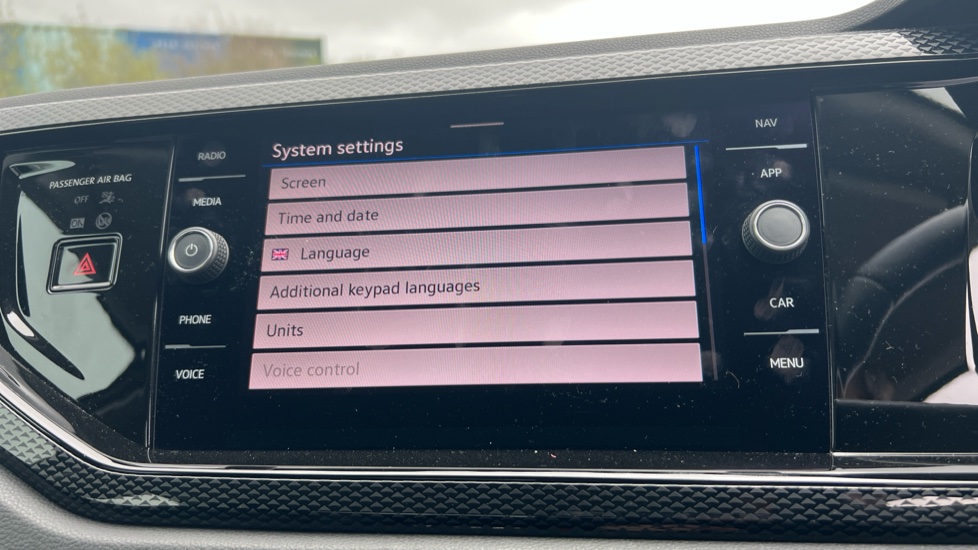 PASSENGER AIR BAG
OFF
RADIO
MEDIA
PHONE
VOICE
System settings
Screen
Time and date
Language
Additional keypad languages
Units
Voice control
NAV
APP
CAR
MENU